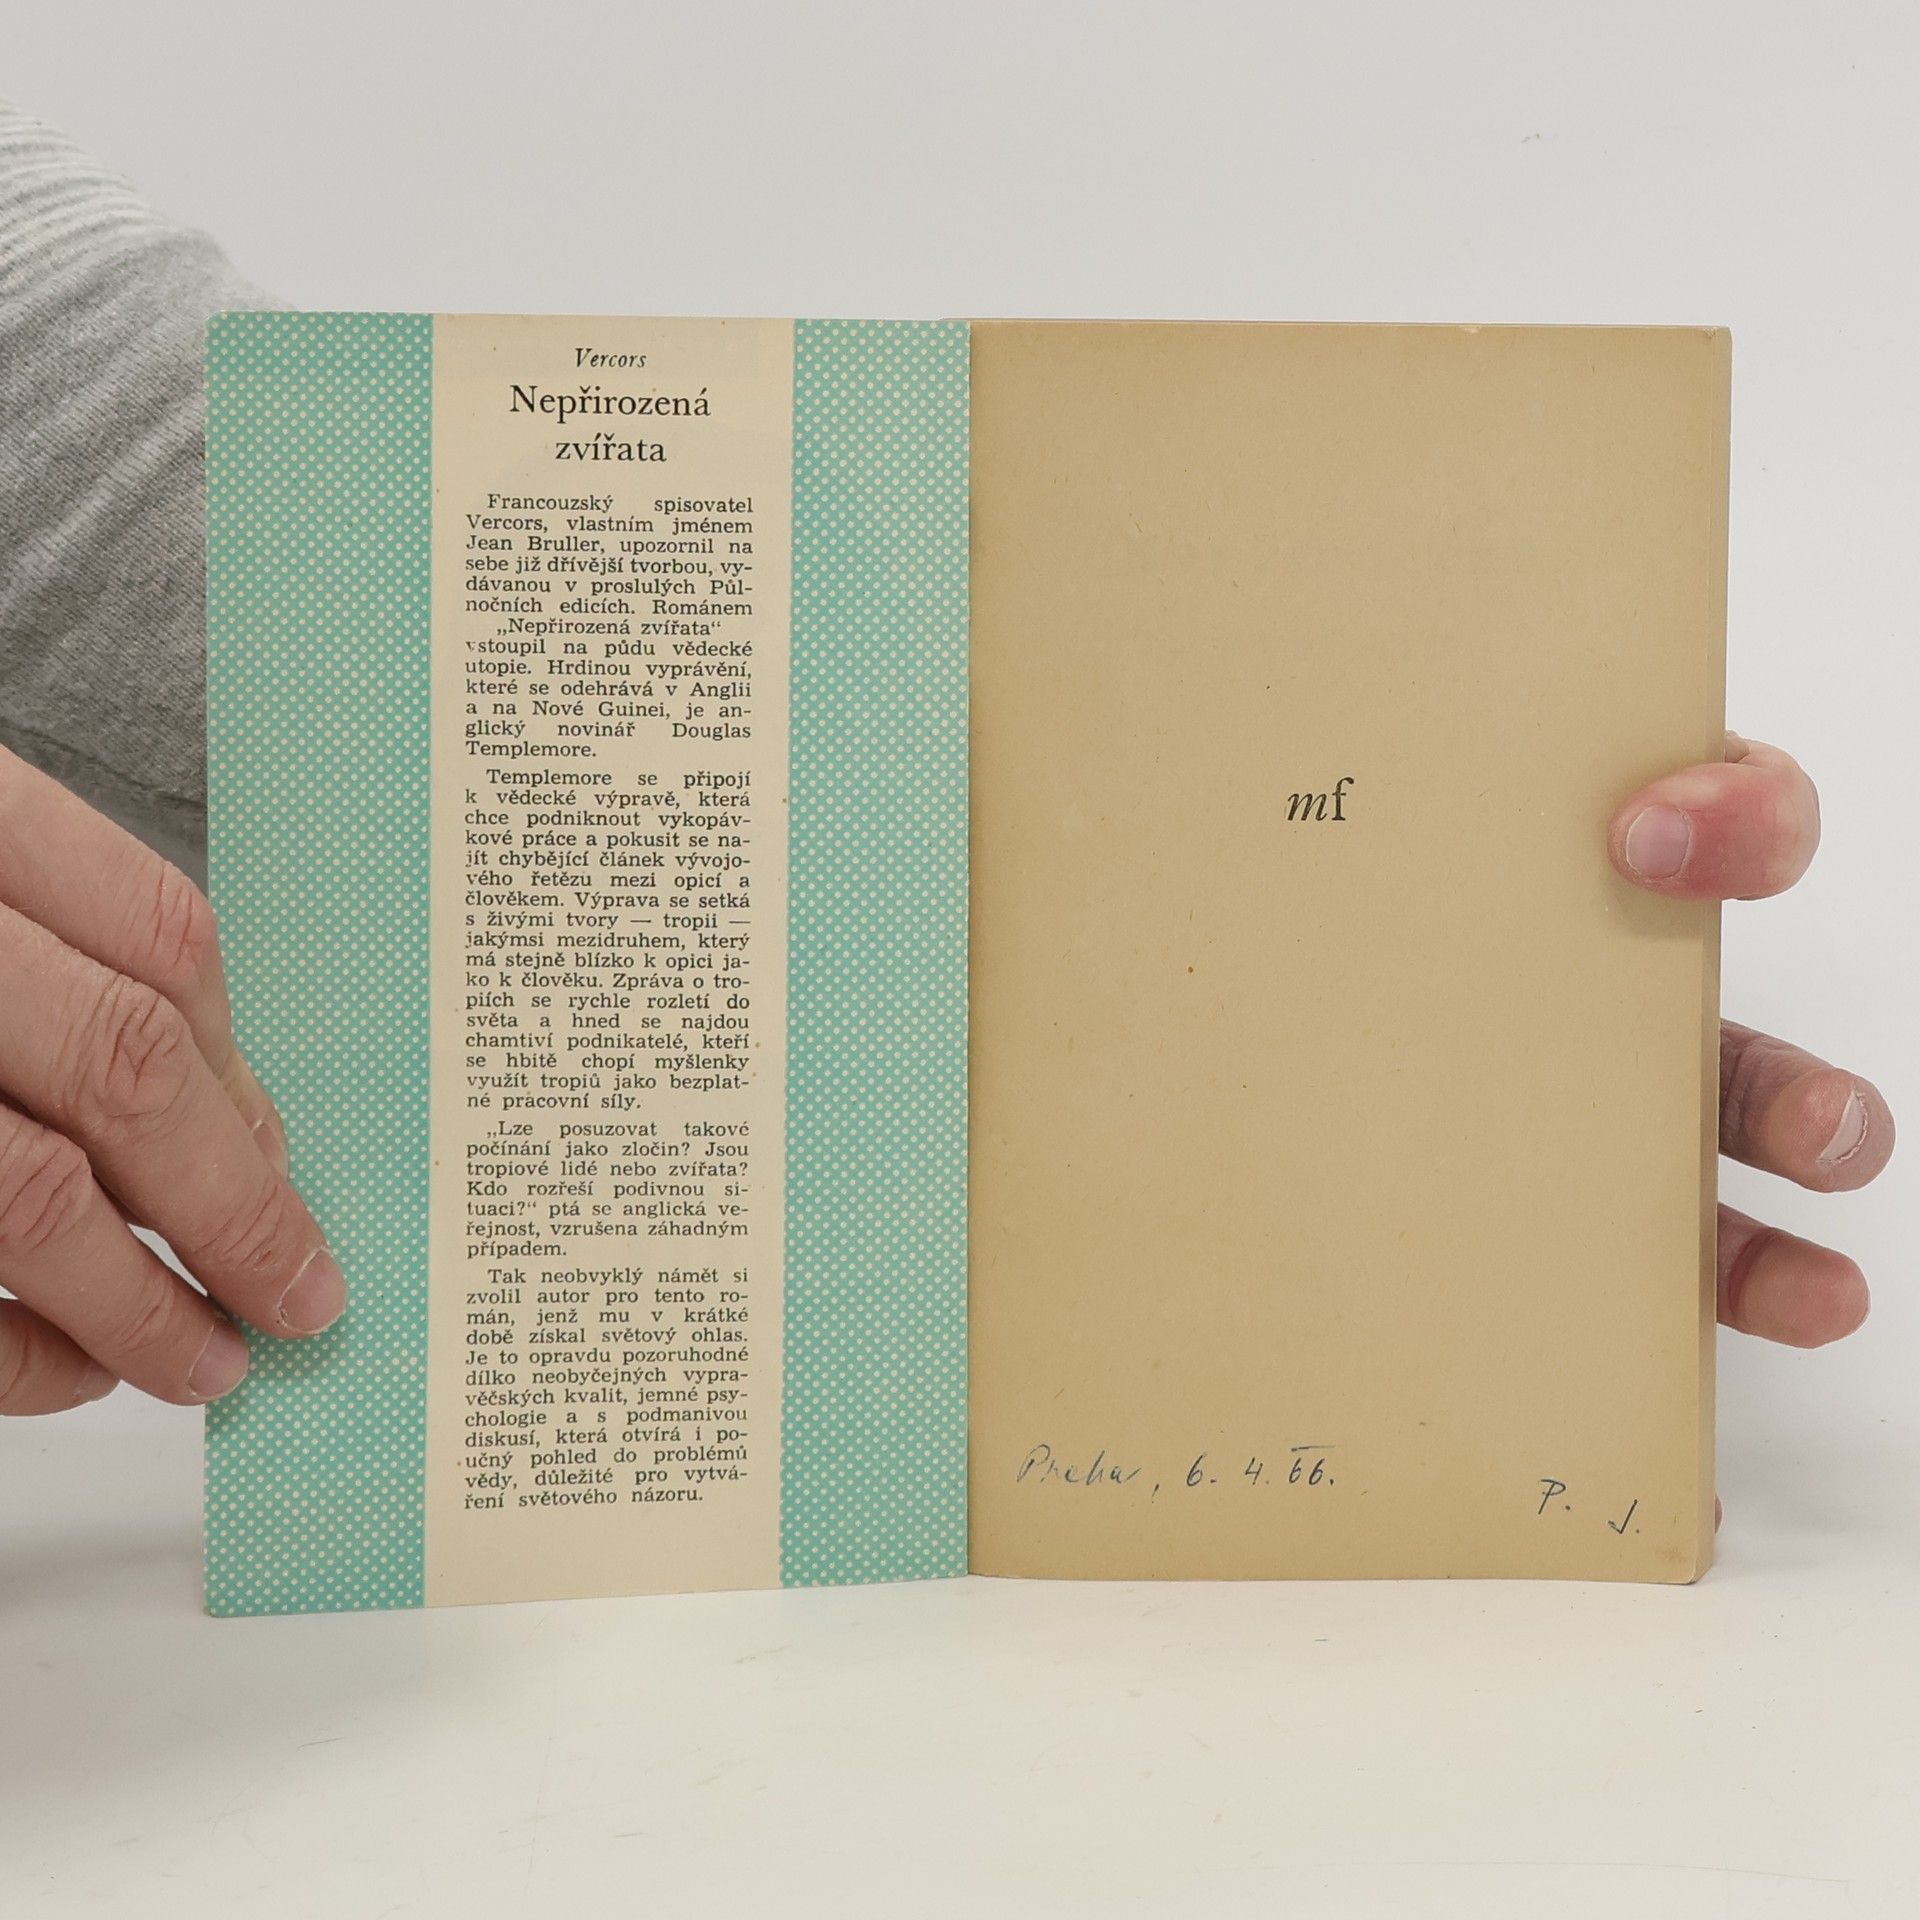 Vercors
Nepřirozená
zvířata
Francouzský spisovatel
Vercors, vlastním jménem
Jean Bruller, upozornil na
sebe již dřívější tvorbou, vy-
dávanou v proslulých Půl-
nočních edicích. Románem
„Nepřirozená zvířata“
vstoupil na půdu vědecké
utopie. Hrdinou vyprávění,
které se odehrává v Anglii
a na Nové Guinei, je an-
glický novinář Douglas
Templemore.
Templemore se připojí
k vědecké výpravě, která
chce podniknout vykopáv-
kové práce a pokusit se na-
jít chybějící článek vývojo-
vého řetězu mezi opicí a
člověkem. Výprava se setká
s živými tvory — tropii —
jakýmsi mezidruhem, který
má stejně blízko k opici ja-
ko k člověku. Zpráva o tro-
piích se rychle rozletí do
světa a hned se najdou
chamtiví podnikatelé, kteří
se hbitě chopí myšlenky
využít tropiů jako bezplat-
né pracovní síly.
„Lze posuzovat takové
počínání jako zločin? Jsou
tropiové lidé nebo zvířata?
Kdo rozřeší podivnou si-
tuaci?“ ptá se anglická ve-
řejnost, vzrušena záhadným
případem.
Tak neobvyklý námět si
zvolil autor pro tento ro-
mán, jenž mu v krátké
době získal světový ohlas.
Je to opravdu pozoruhodné
dílko neobyčejných vypra-
věčských kvalit, jemné psy-
chologie a s podmanivou
diskusí, která otvírá i po-
učný pohled do problémů
vědy, důležité pro vytvá-
ření světového názoru.
mf
Praha, 6. 4. 66.
P. J.